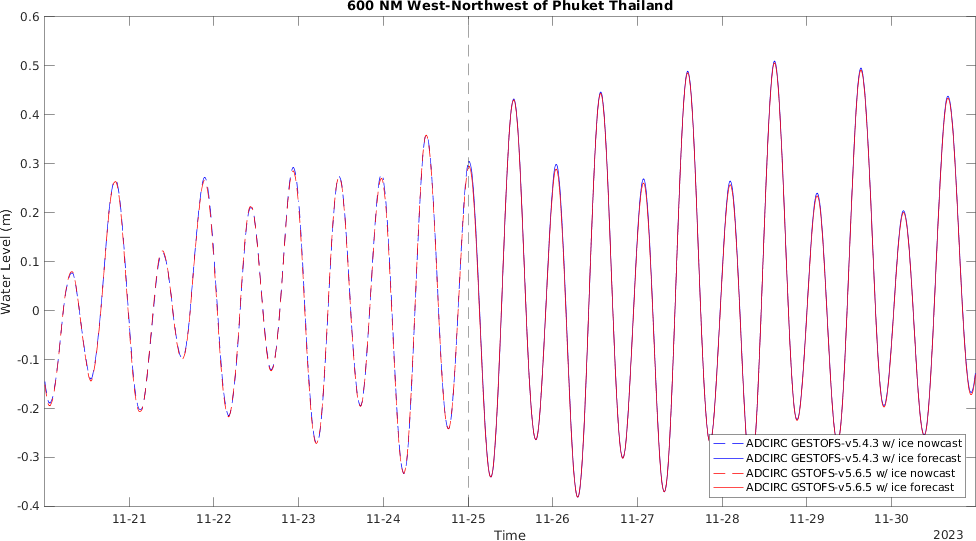 600 NM West-Northwest of Phuket Thailand
0.6
0.5
0.4
0.3
0.2
0.1
0
-0.1
-0.2
-0.3
-0.4
Water Level (m)
ADCIRC GESTOFS-v5.4.3 w/ ice nowcast
ADCIRC GESTOFS-v5.4.3 w/ ice forecast
ADCIRC GSTOFS-v5.6.5 w/ ice nowcast
ADCIRC GSTOFS-v5.6.5 w/ ice forecast
11-21 11-22 11-23 11-24 11-25 11-26 11-27 11-28 11-29 11-30
Time
2023